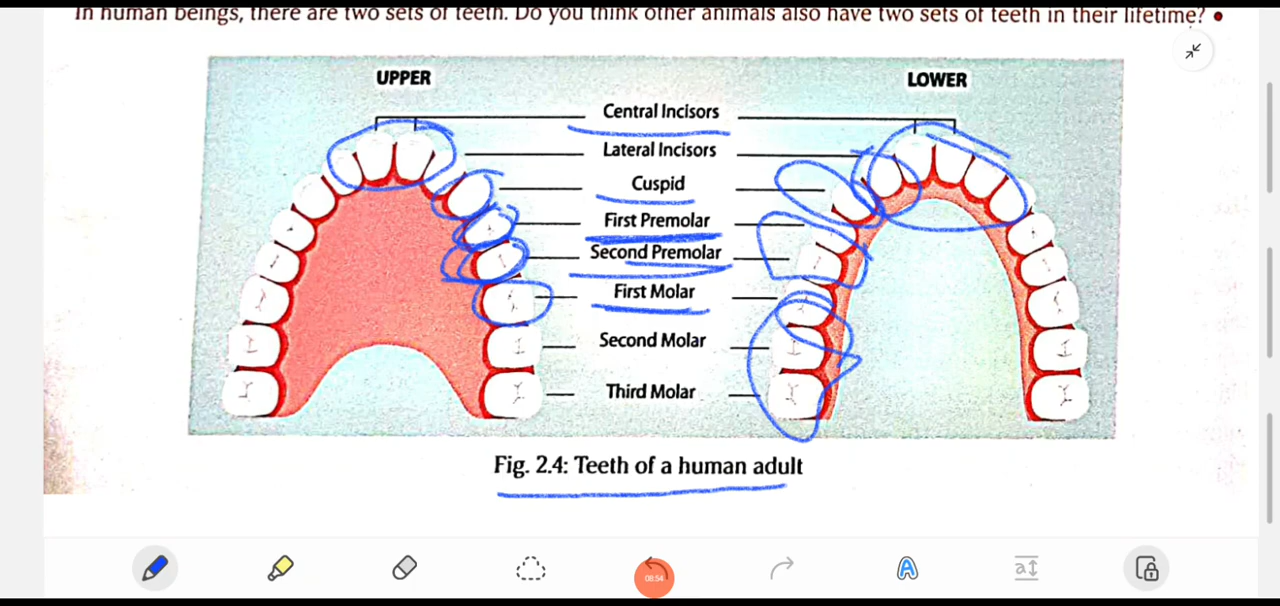 In human beings, there are two sets of teeth. Do you think other animals also have two sets of teeth in their lifetime?
UPPER
LOWER
Central Incisors
Lateral Incisors
Cuspid
First Premolar
Second Premolar
First Molar
Second Molar
Third Molar
Fig. 2.4: Teeth of a human adult
08:54
A
a